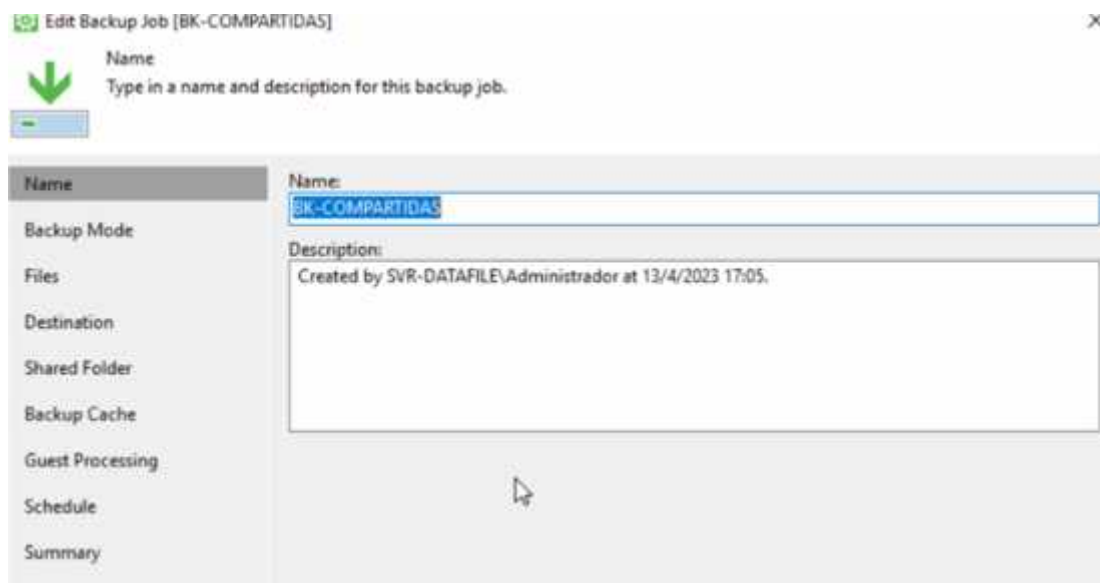 Edit Backup Job [BK-COMPARTIDAS]
Name
Type in a name and description for this backup job.
Name
Backup Mode
Files
Destination
Shared Folder
Backup Cache
Guest Processing
Schedule
Summary
Name:
BK-COMPARTIDAS
Description:
Created by SVR-DATAFILE\Administrador at 13/4/2023 17:05.